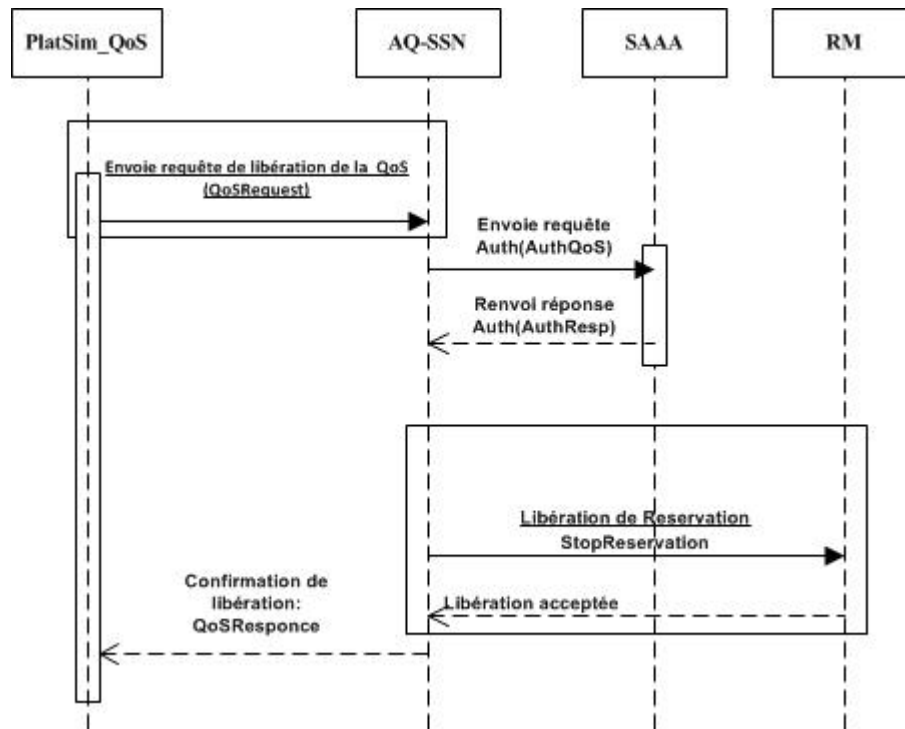 PlatSim_QoS
AQ-SSN
SAAA
RM
Envoie requête de libération de la QoS
(QoSRequest)
Envoie requête
Auth(AuthQoS)
Renvoi réponse
Auth(AuthResp)
Libération de Reservation
StopReservation
Libération acceptée
Confirmation de
libération:
QoSResponce